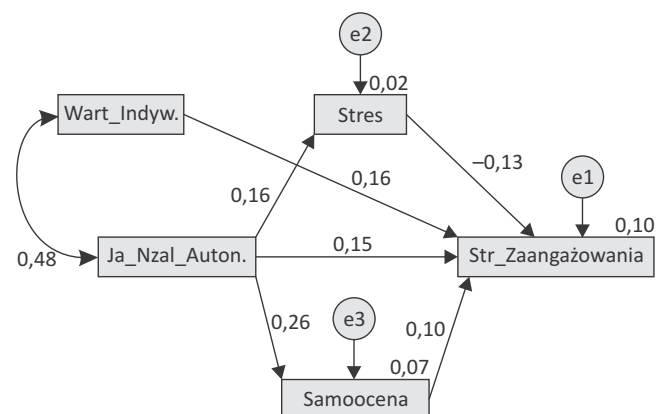 e2
0,02
Wart_Indyw.
Stres
–0,13
0,16
0,16
e1
0,10
0,48
Ja_Nzal_Auton.
0,15
Str_Zaangażowania
0,26
e3
0,10
0,07
Samoocena